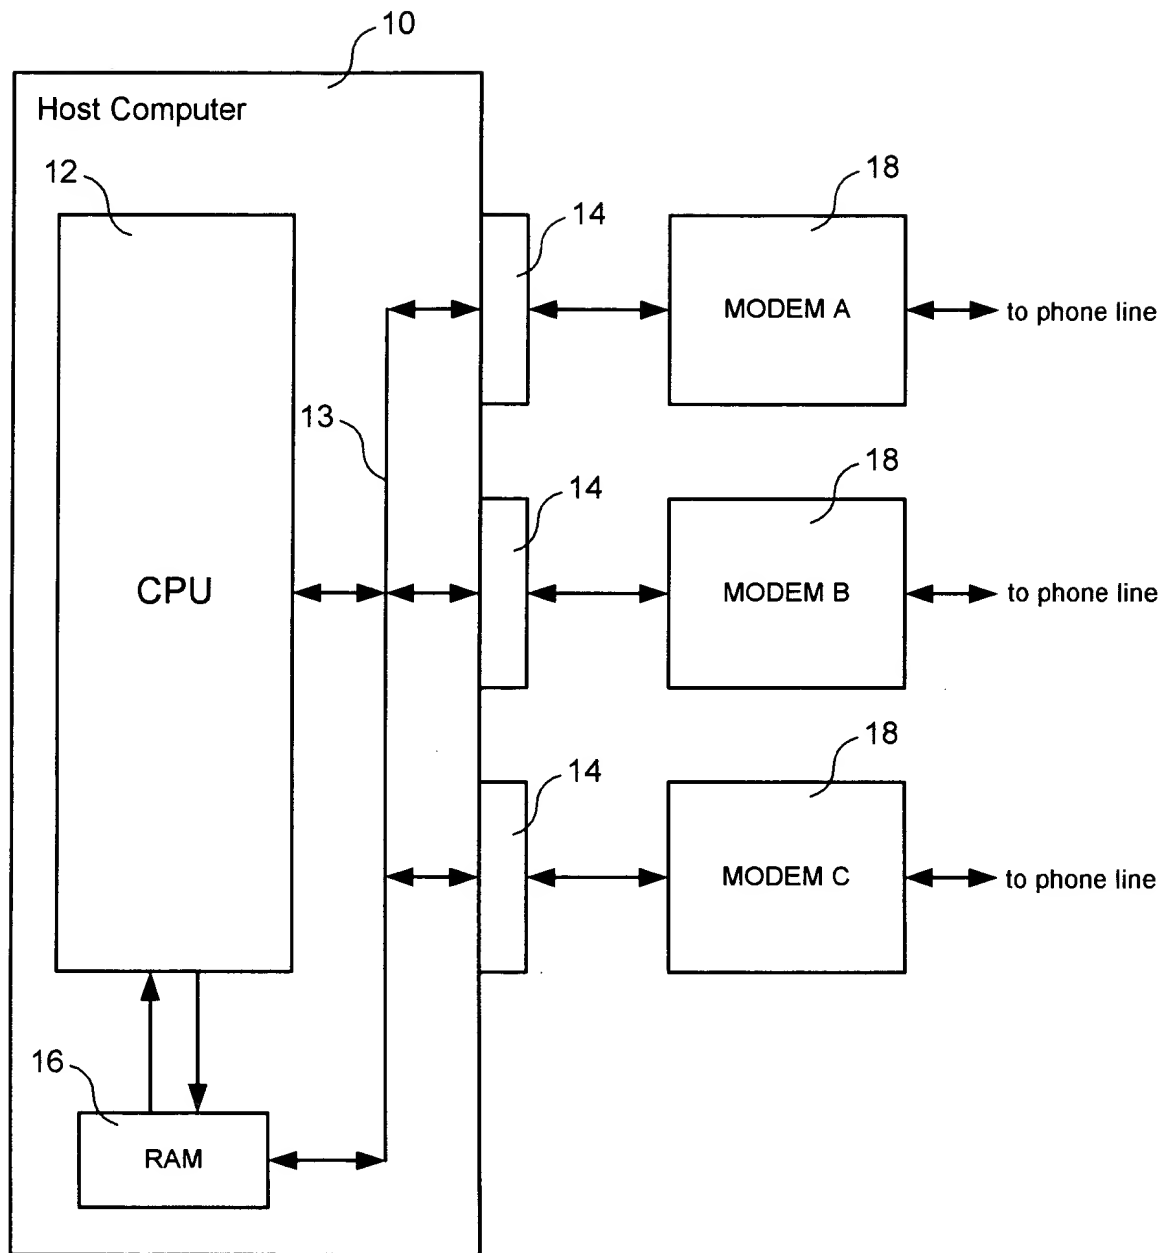 10
Host Computer
12
18
14
MODEM A
to phone line
13
18
14
CPU
MODEM B
to phone line
18
14
MODEM C
to phone line
16
RAM